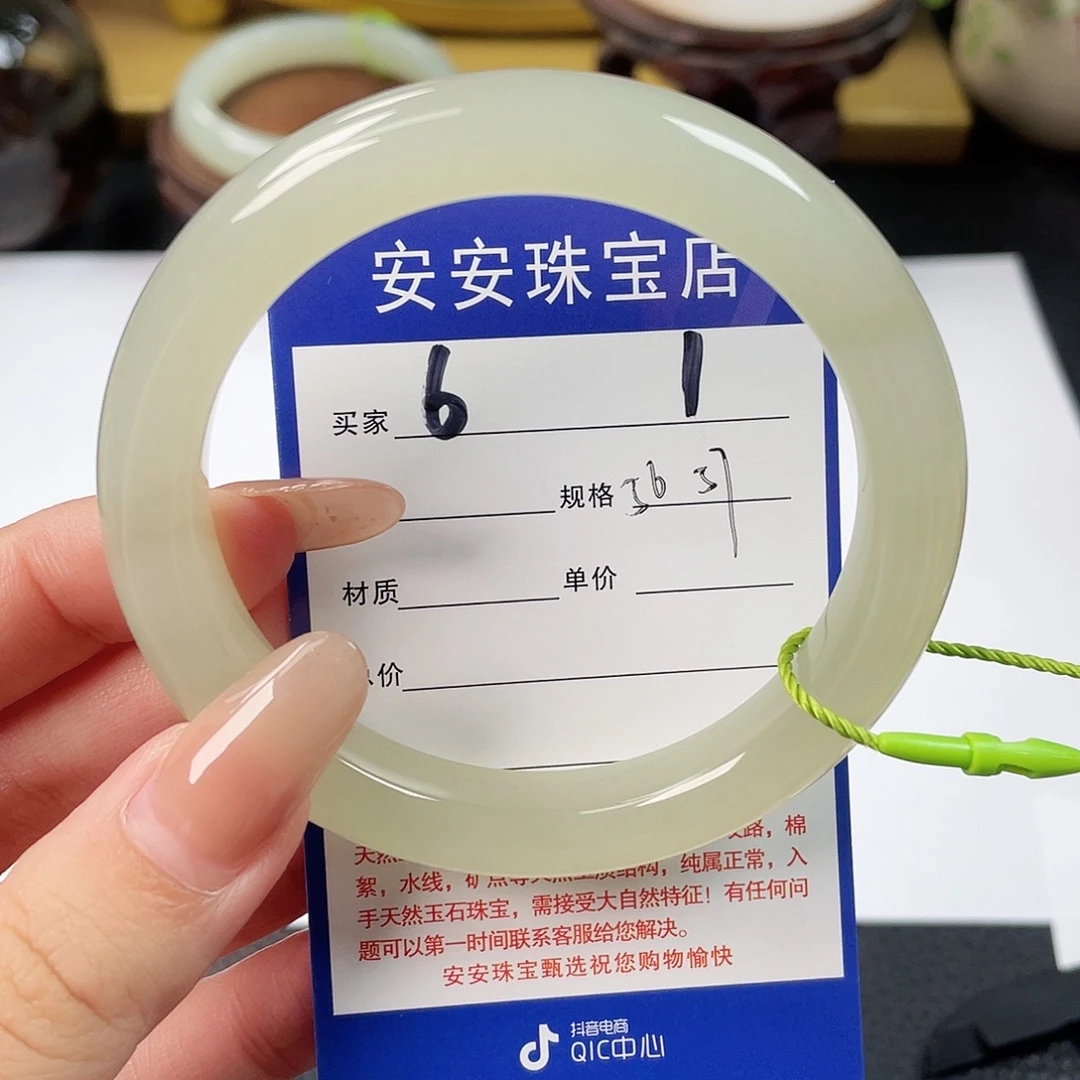 安安珠宝店
买家 6 1
规格 56
材质 单价
价
路，棉
絮，水线，矿点等天然玉质结构，纯属正常，入
手天然玉石珠宝，需接受大自然特征！有任何问
题可以第一时间联系客服给您解决。
安安珠宝甄选祝您购物愉快
抖音电商
QIC中心